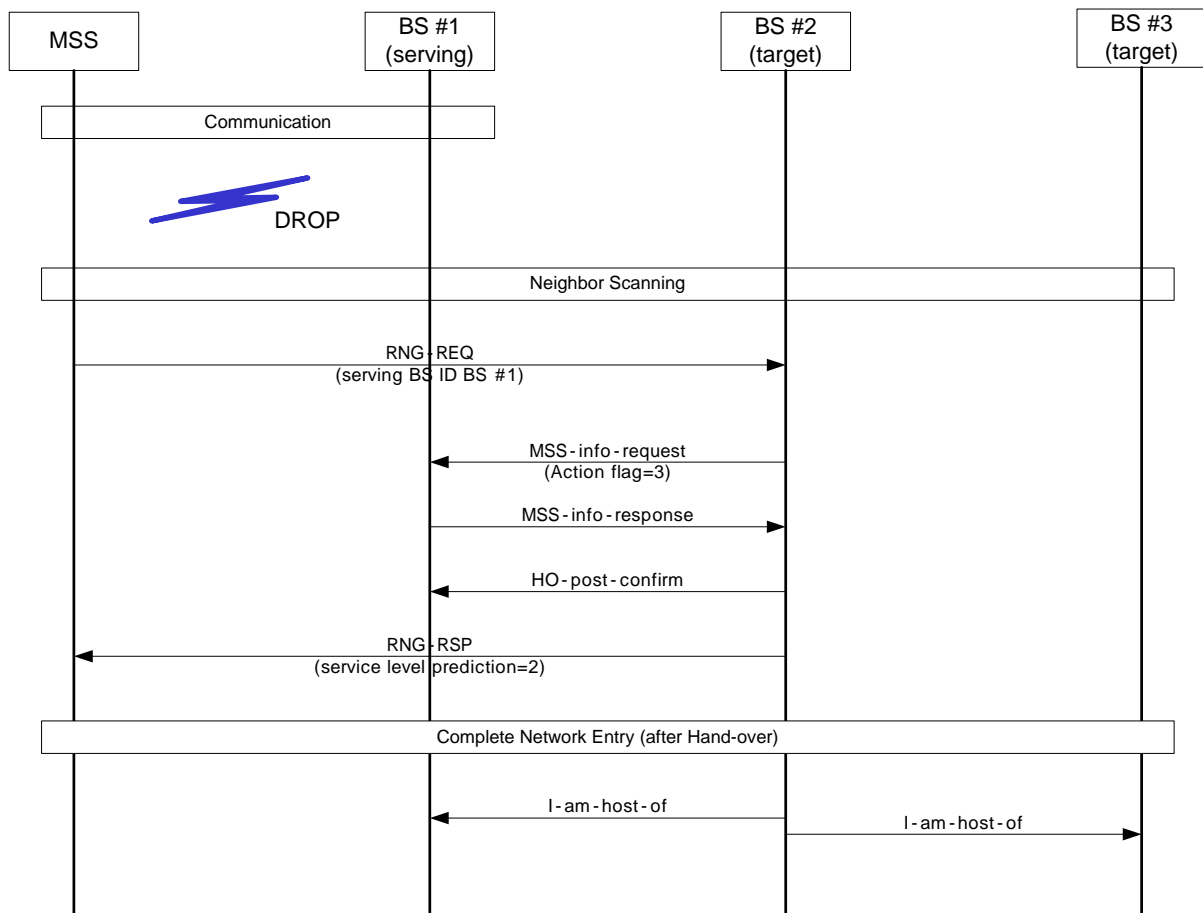 MSS
BS #1
(serving)
BS #2
(target)
BS #3
(target)
Communication
DROP
Neighbor Scanning
RNG-REQ
(serving BS ID BS #1)
MSS-info-request
(Action flag=3)
MSS-info-response
HO-post-confirm
RNG-RSP
(service level prediction=2)
Complete Network Entry (after Hand-over)
I-am-host-of
I-am-host-of